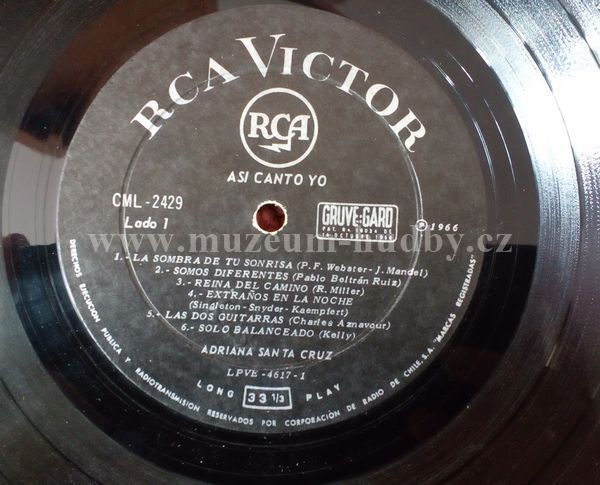 RCA VICTOR
RCA
ASI CANTO YO
CML - 2429
Lado 1
GRUVE-GARD
℗ 1966
1.- LA SOMBRA DE TU SONRISA (P.F. Webster - J. Mandel)
2.- SOMOS DIFERENTES (Pablo Beltrán Ruiz)
3.- REINA DEL CAMINO (R. Miller)
4.- EXTRAÑOS EN LA NOCHE
(Singleton - Snyder - Kaempfert)
5.- LAS DOS GUITARRAS (Charles Aznavour)
6.- SOLO BALANCEADO (Kelly)
ADRIANA SANTA CRUZ
LPVE -4617-1
LONG 33 1/3 PLAY
DERECHOS EJECUCION PUBLICA Y RADIOTRANSMISION RESERVADOS POR CORPORACIÓN DE RADIO DE CHILE, S.A. "MARCAS REGISTRADAS"
www.muzeum-hudby.cz